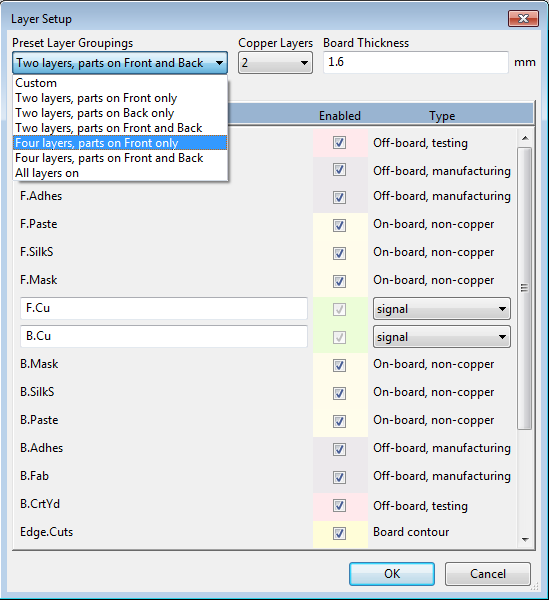 Layer Setup
Preset Layer Groupings Copper Layers Board Thickness
Two layers, parts on Front and Back 2 1.6 mm
Custom
Two layers, parts on Front only
Two layers, parts on Back only
Two layers, parts on Front and Back
Four layers, parts on Front only
Four layers, parts on Front and Back
All layers on
Enabled Type
Off-board, testing
Off-board, manufacturing
F.Adhes Off-board, manufacturing
F.Paste On-board, non-copper
F.SilkS On-board, non-copper
F.Mask On-board, non-copper
F.Cu signal
B.Cu signal
B.Mask On-board, non-copper
B.SilkS On-board, non-copper
B.Paste On-board, non-copper
B.Adhes Off-board, manufacturing
B.Fab Off-board, manufacturing
B.CrtYd Off-board, testing
Edge.Cuts Board contour
OK Cancel